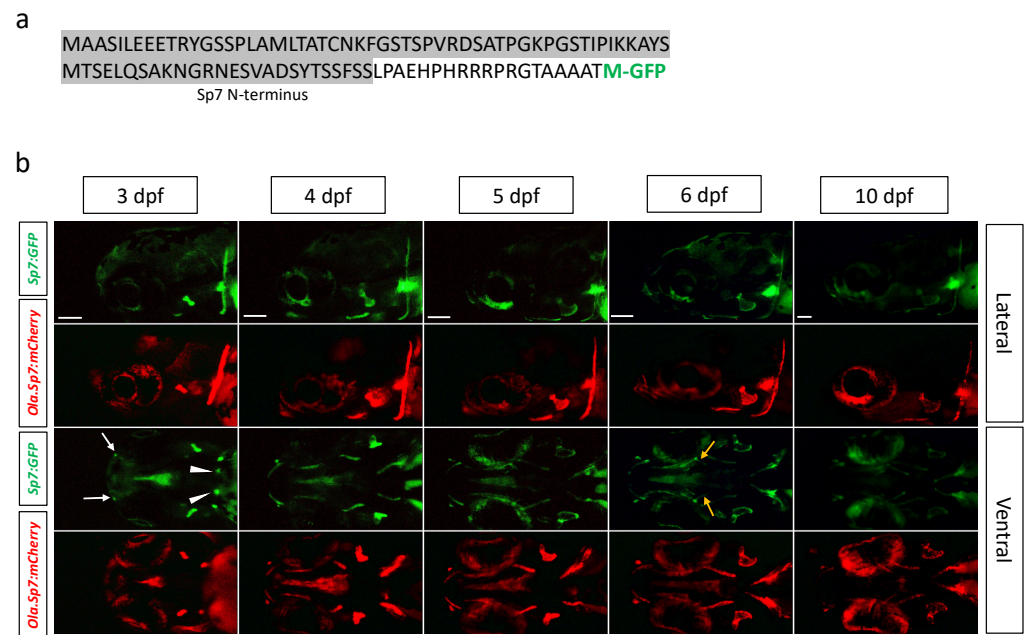 a
MAASILEEETRYGSSPLAMLTATCNKFGSTSPVRDSATPGKPGSTIPIKKAYS
MTSELQSAKNGRNESVADSYTSSFSSLPAEHPHRRRPRGTAAAATM-GFP
Sp7 N-terminus
b
3 dpf
4 dpf
5 dpf
6 dpf
10 dpf
Sp7:GFP
Ola.Sp7:mCherry
Lateral
Sp7:GFP
Ola.Sp7:mCherry
Ventral